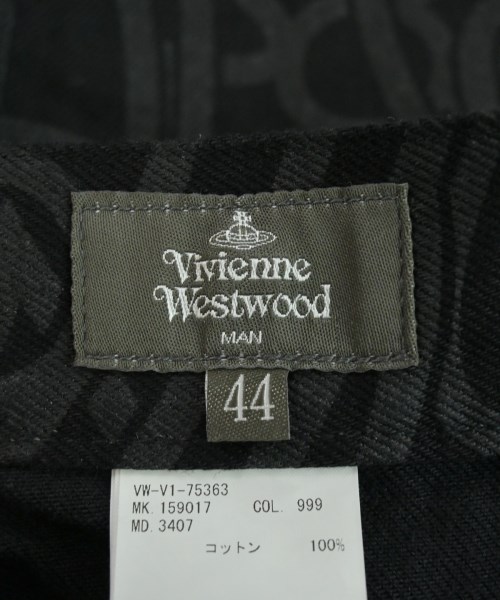 Vivienne
Westwood
MAN
44
VW-V1-75363
MK. 159017 COL. 999
MD. 3407
コットン 100%